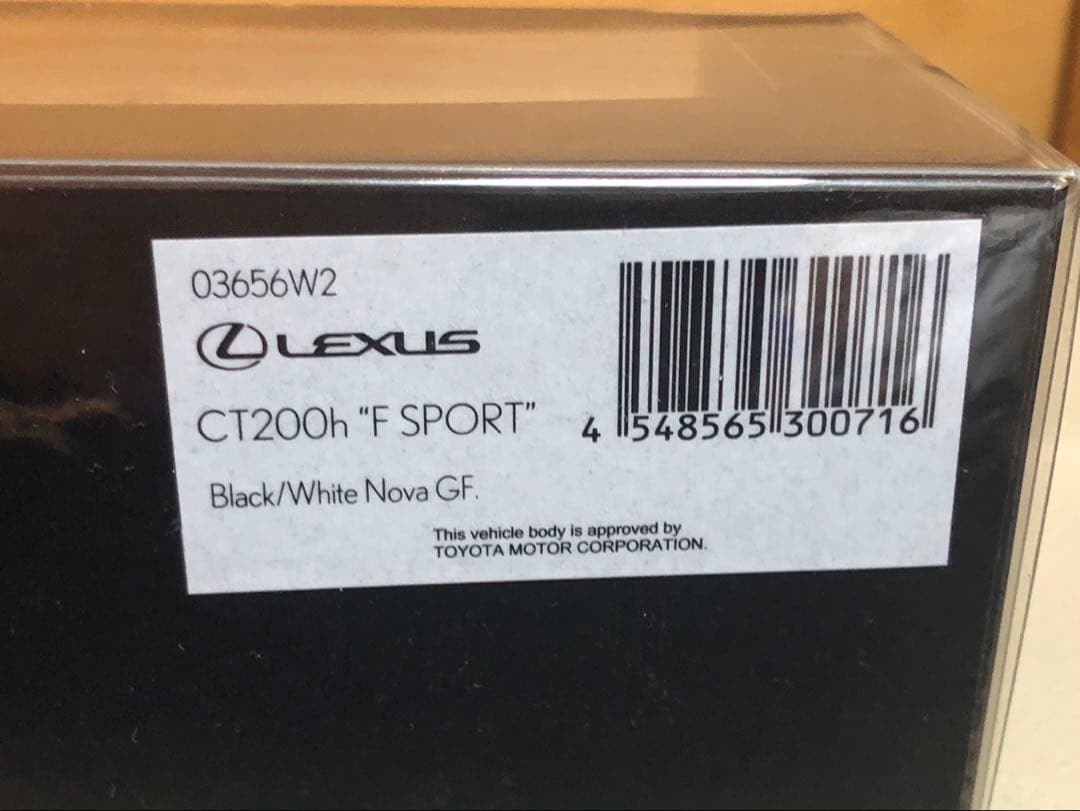 03656W2
LEXUS
CT200h "F SPORT"
4 548565 300716
Black/White Nova GF.
This vehicle body is approved by
TOYOTA MOTOR CORPORATION.